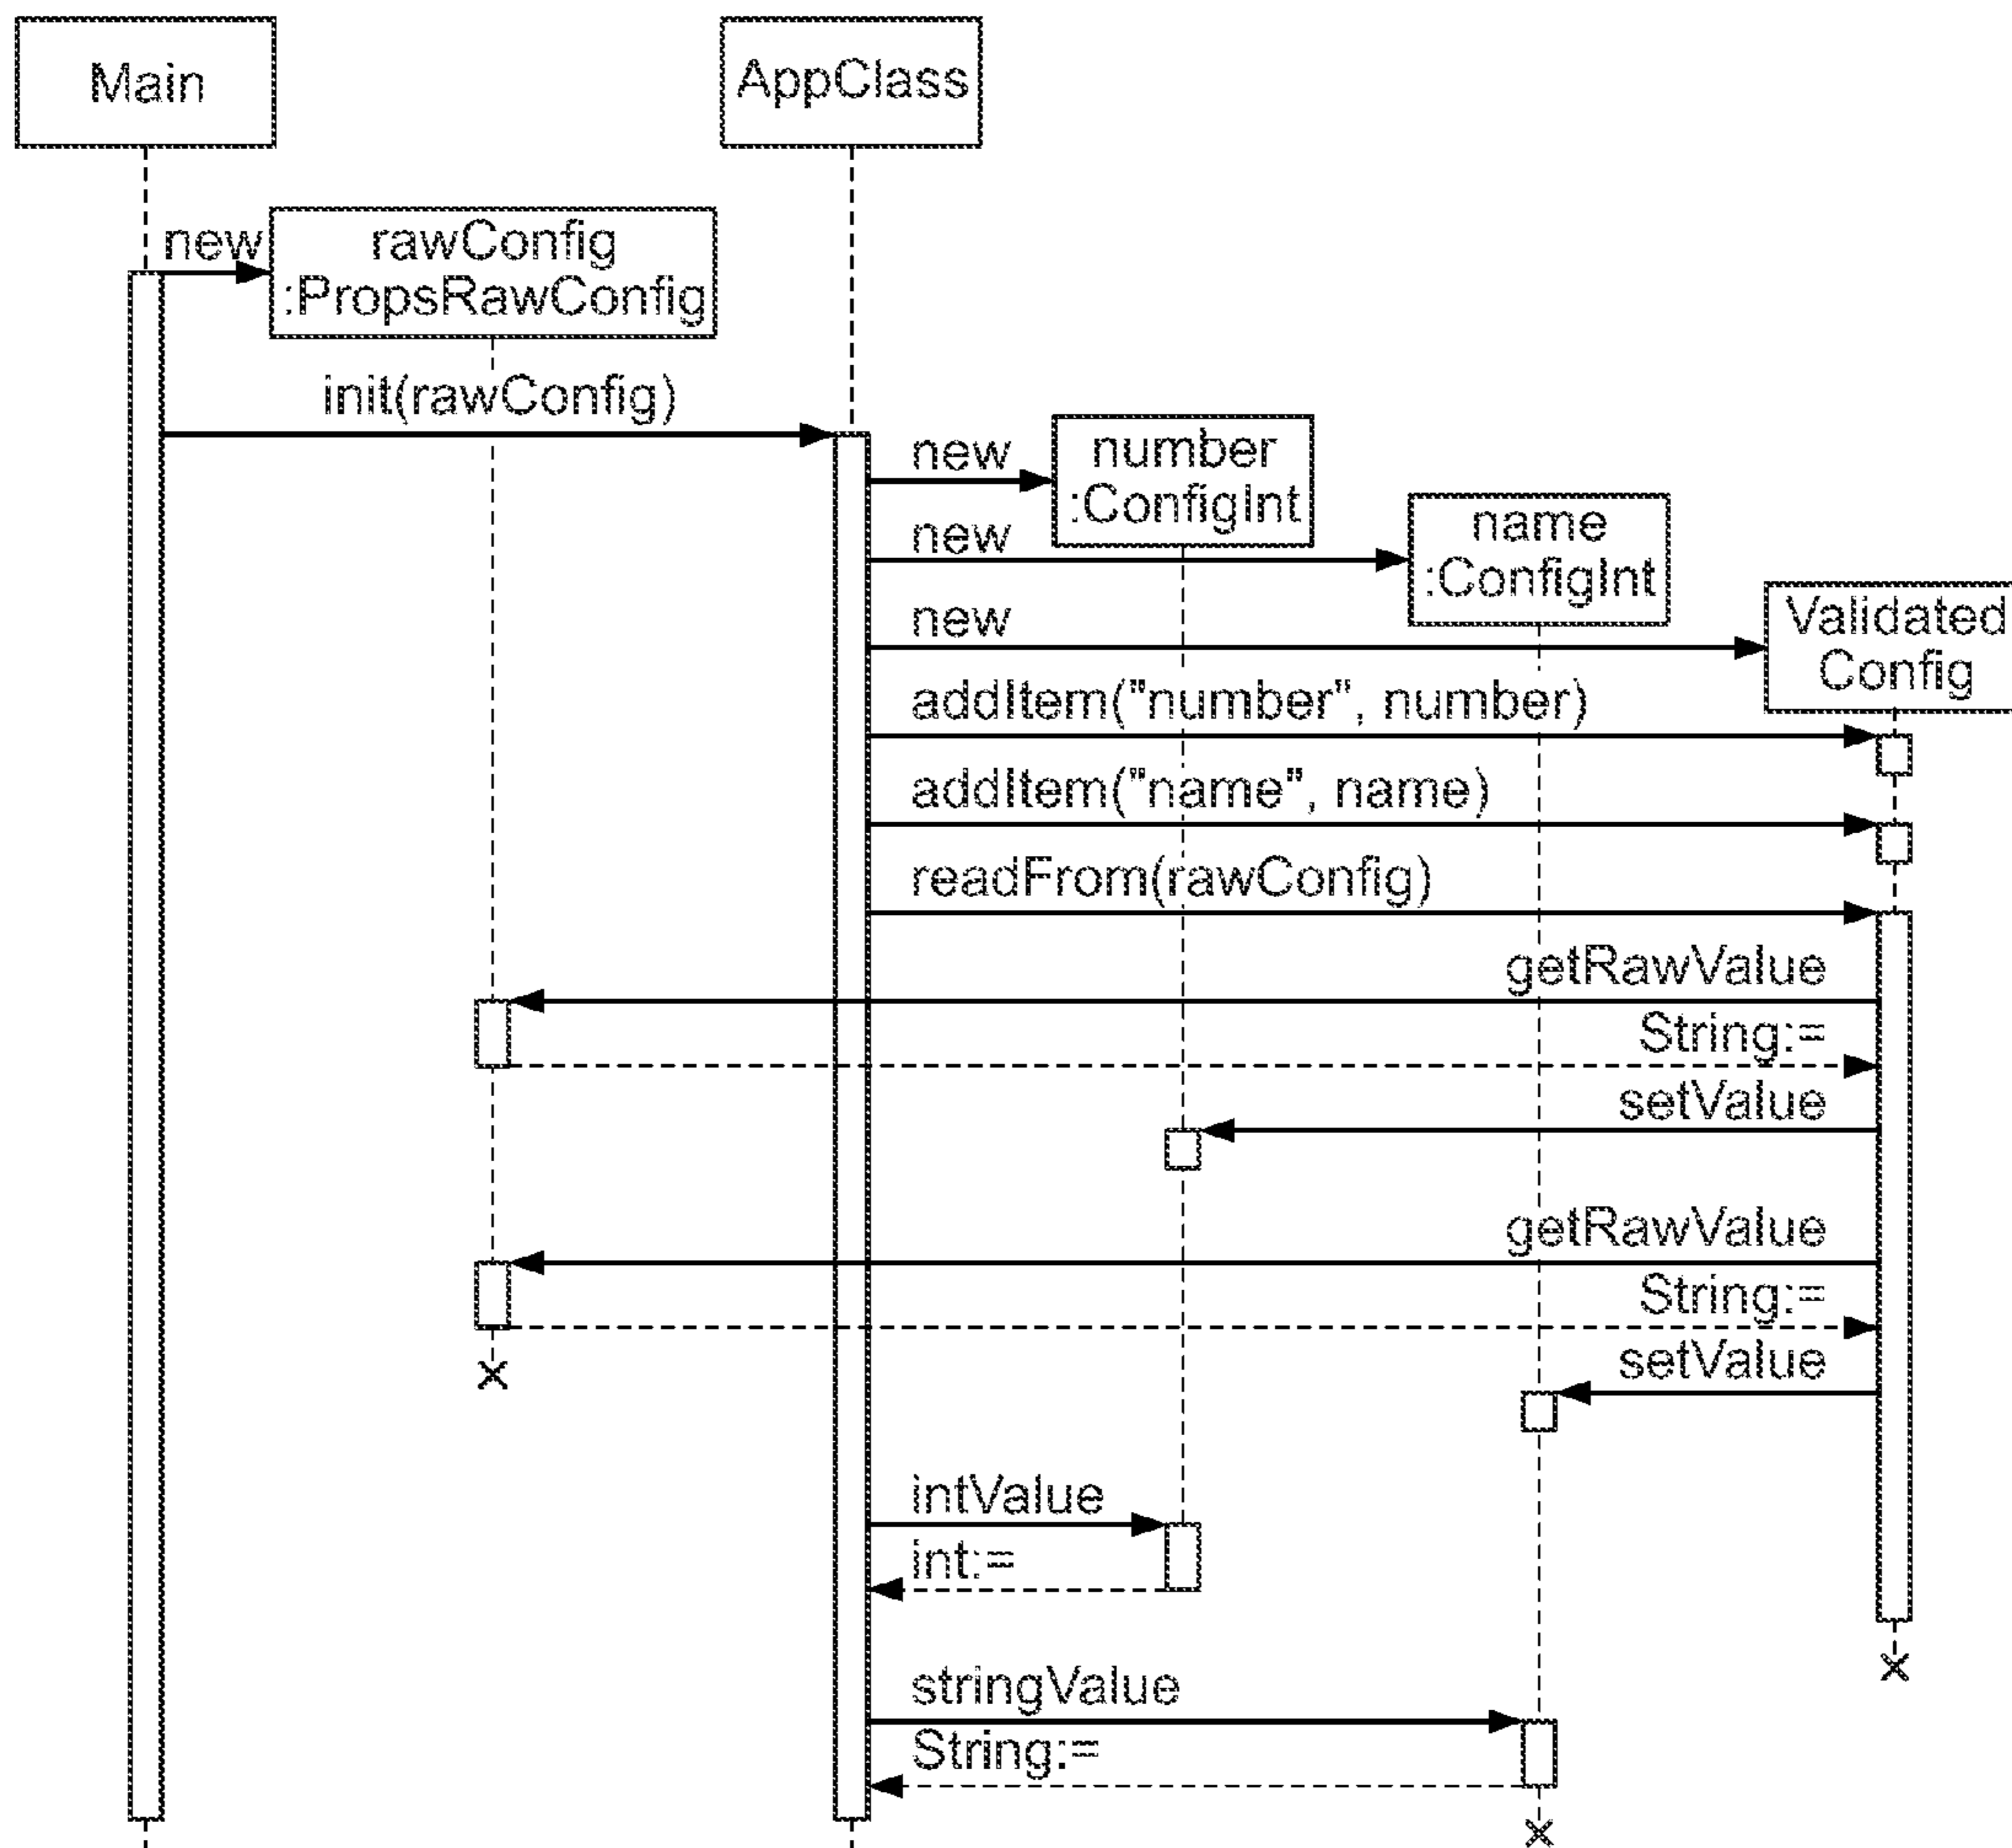 Main
AppClass
new
rawConfig
:PropsRawConfig
init(rawConfig)
new
number
:ConfigInt
new
name
:ConfigInt
new
Validated
Config
addItem("number", number)
addItem("name", name)
readFrom(rawConfig)
getRawValue
String:=
setValue
getRawValue
String:=
setValue
intValue
int:=
stringValue
String:=